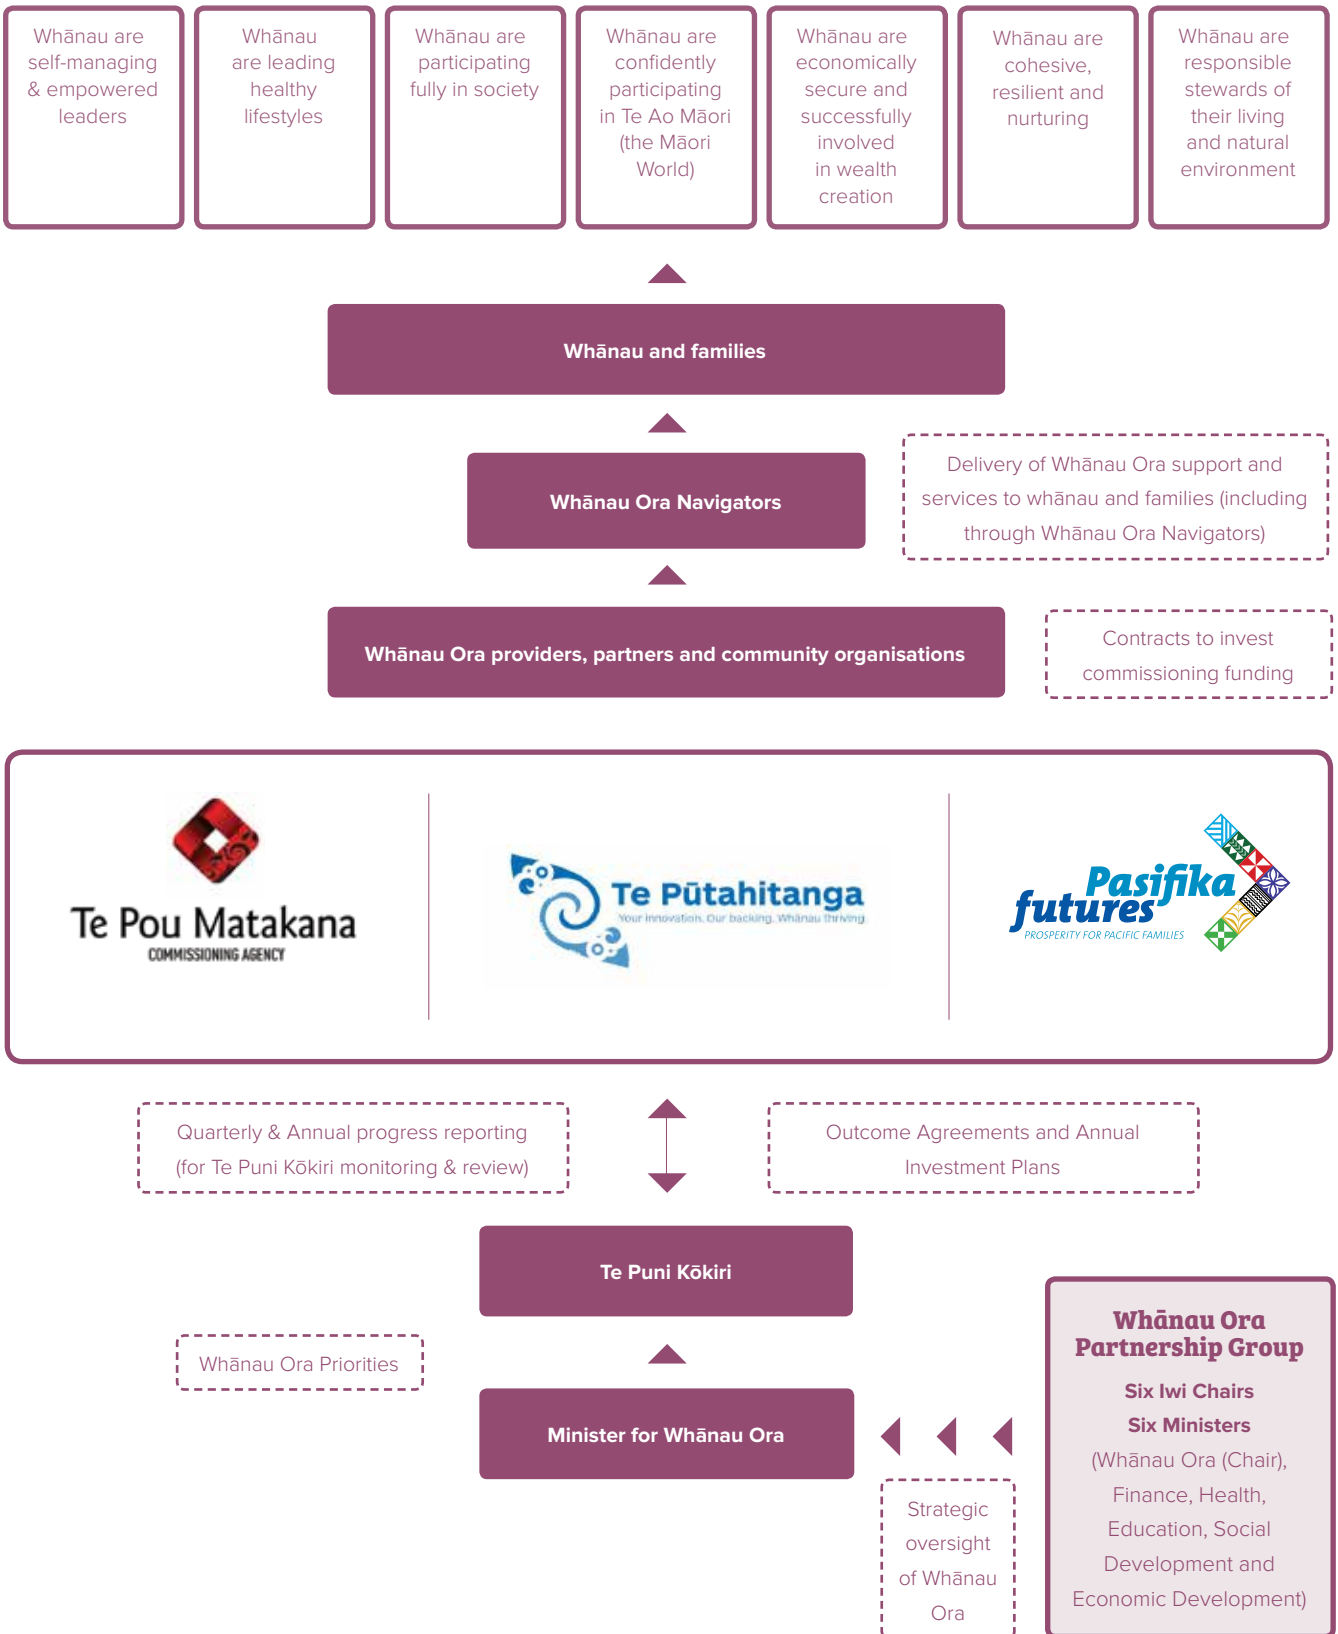 Whānau are
self-managing
& empowered
leaders
Whānau
are leading
healthy
lifestyles
Whānau are
participating
fully in society
Whānau are
confidently
participating
in Te Ao Māori
(the Māori
World)
Whānau are
economically
secure and
successfully
involved
in wealth
creation
Whānau are
cohesive,
resilient and
nurturing
Whānau are
responsible
stewards of
their living
and natural
environment
Whānau and families
Whānau Ora Navigators
Delivery of Whānau Ora support and
services to whānau and families (including
through Whānau Ora Navigators)
Whānau Ora providers, partners and community organisations
Contracts to invest
commissioning funding
Te Pou Matakana
COMMISSIONING AGENCY
Te Pūtahitanga
Your innovation. Our backing. Whānau thriving.
Pasifika
futures
PROSPERITY FOR PACIFIC FAMILIES
Quarterly & Annual progress reporting
(for Te Puni Kōkiri monitoring & review)
Outcome Agreements and Annual
Investment Plans
Te Puni Kōkiri
Whānau Ora Priorities
Minister for Whānau Ora
Strategic
oversight
of Whānau
Ora
Whānau Ora
Partnership Group
Six Iwi Chairs
Six Ministers
(Whānau Ora (Chair),
Finance, Health,
Education, Social
Development and
Economic Development)